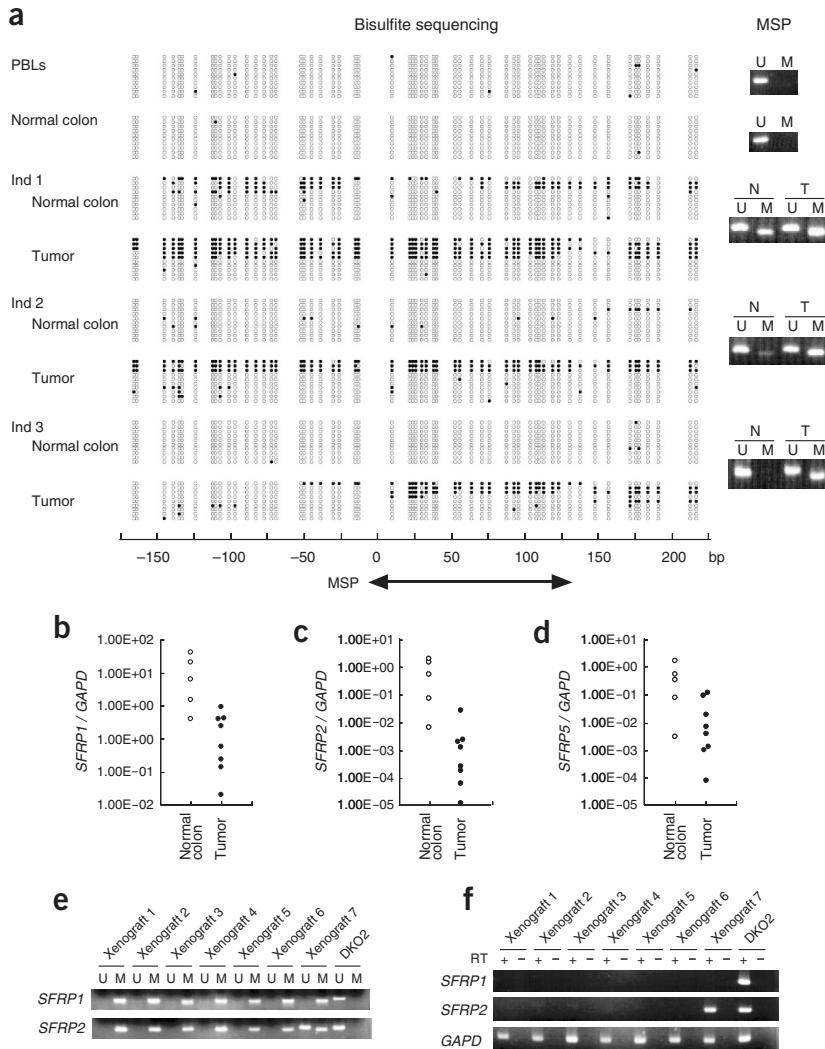 a
Bisulfite sequencing
MSP
PBLs
U M
Normal colon
U M
Ind 1
Normal colon
N T
U M U M
Tumor
Ind 2
Normal colon
N T
U M U M
Tumor
Ind 3
Normal colon
N T
U M U M
Tumor
−150 −100 −50 0 50 100 150 200 bp
MSP
b
SFRP1 / GAPD
1.00E+02
1.00E+01
1.00E+00
1.00E+00
1.00E−01
1.00E−02
Normal colon
Tumor
c
SFRP2 / GAPD
1.00E+01
1.00E+00
1.00E−01
1.00E−02
1.00E−03
1.00E−04
1.00E−05
Normal colon
Tumor
d
SFRP5 / GAPD
1.00E+01
1.00E+00
1.00E−01
1.00E−02
1.00E−03
1.00E−04
1.00E−05
Normal colon
Tumor
e
Xenograft 1 Xenograft 2 Xenograft 3 Xenograft 4 Xenograft 5 Xenograft 6 Xenograft 7 DKO2
U M U M U M U M U M U M U M U M
SFRP1
SFRP2
f
Xenograft 1 Xenograft 2 Xenograft 3 Xenograft 4 Xenograft 5 Xenograft 6 Xenograft 7 DKO2
RT + − + − + − + − + − + − + − + −
SFRP1
SFRP2
GAPD